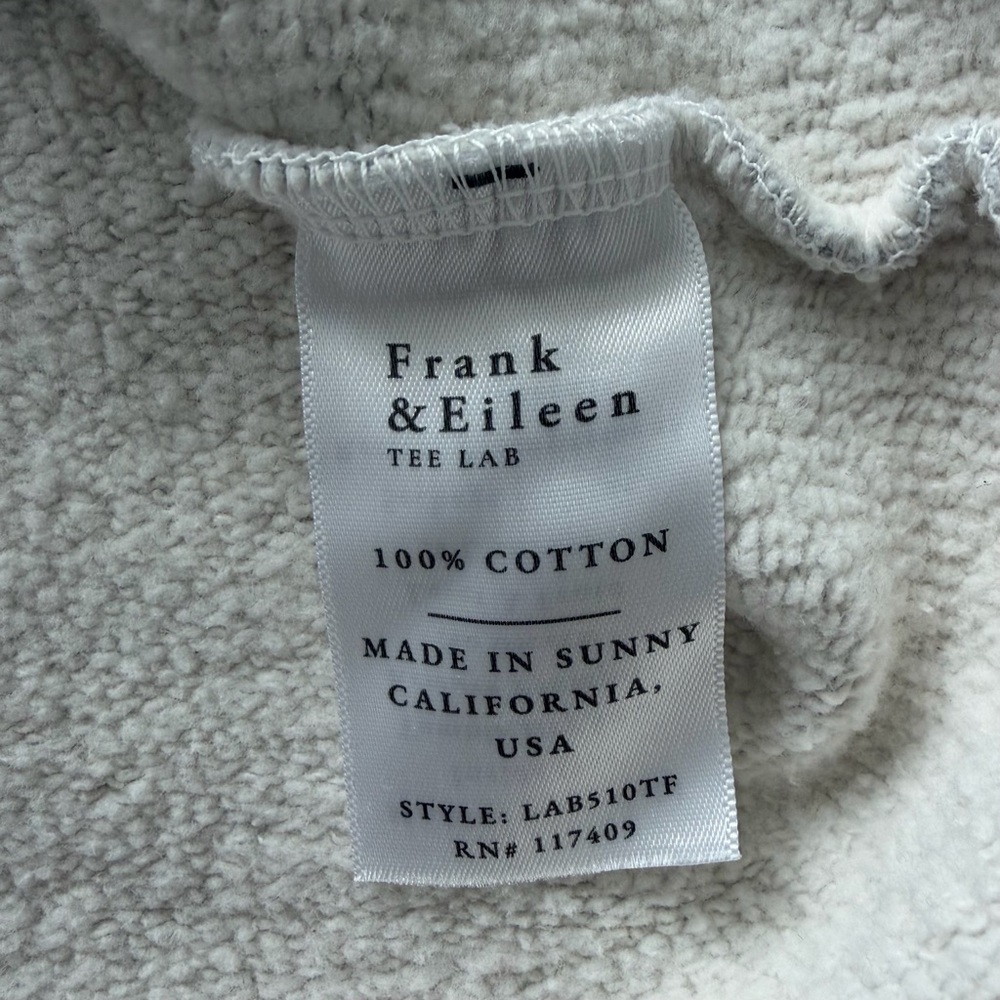 Frank
&Eileen
TEE LAB
100% COTTON
MADE IN SUNNY
CALIFORNIA,
USA
STYLE: LAB510TF
RN# 117409